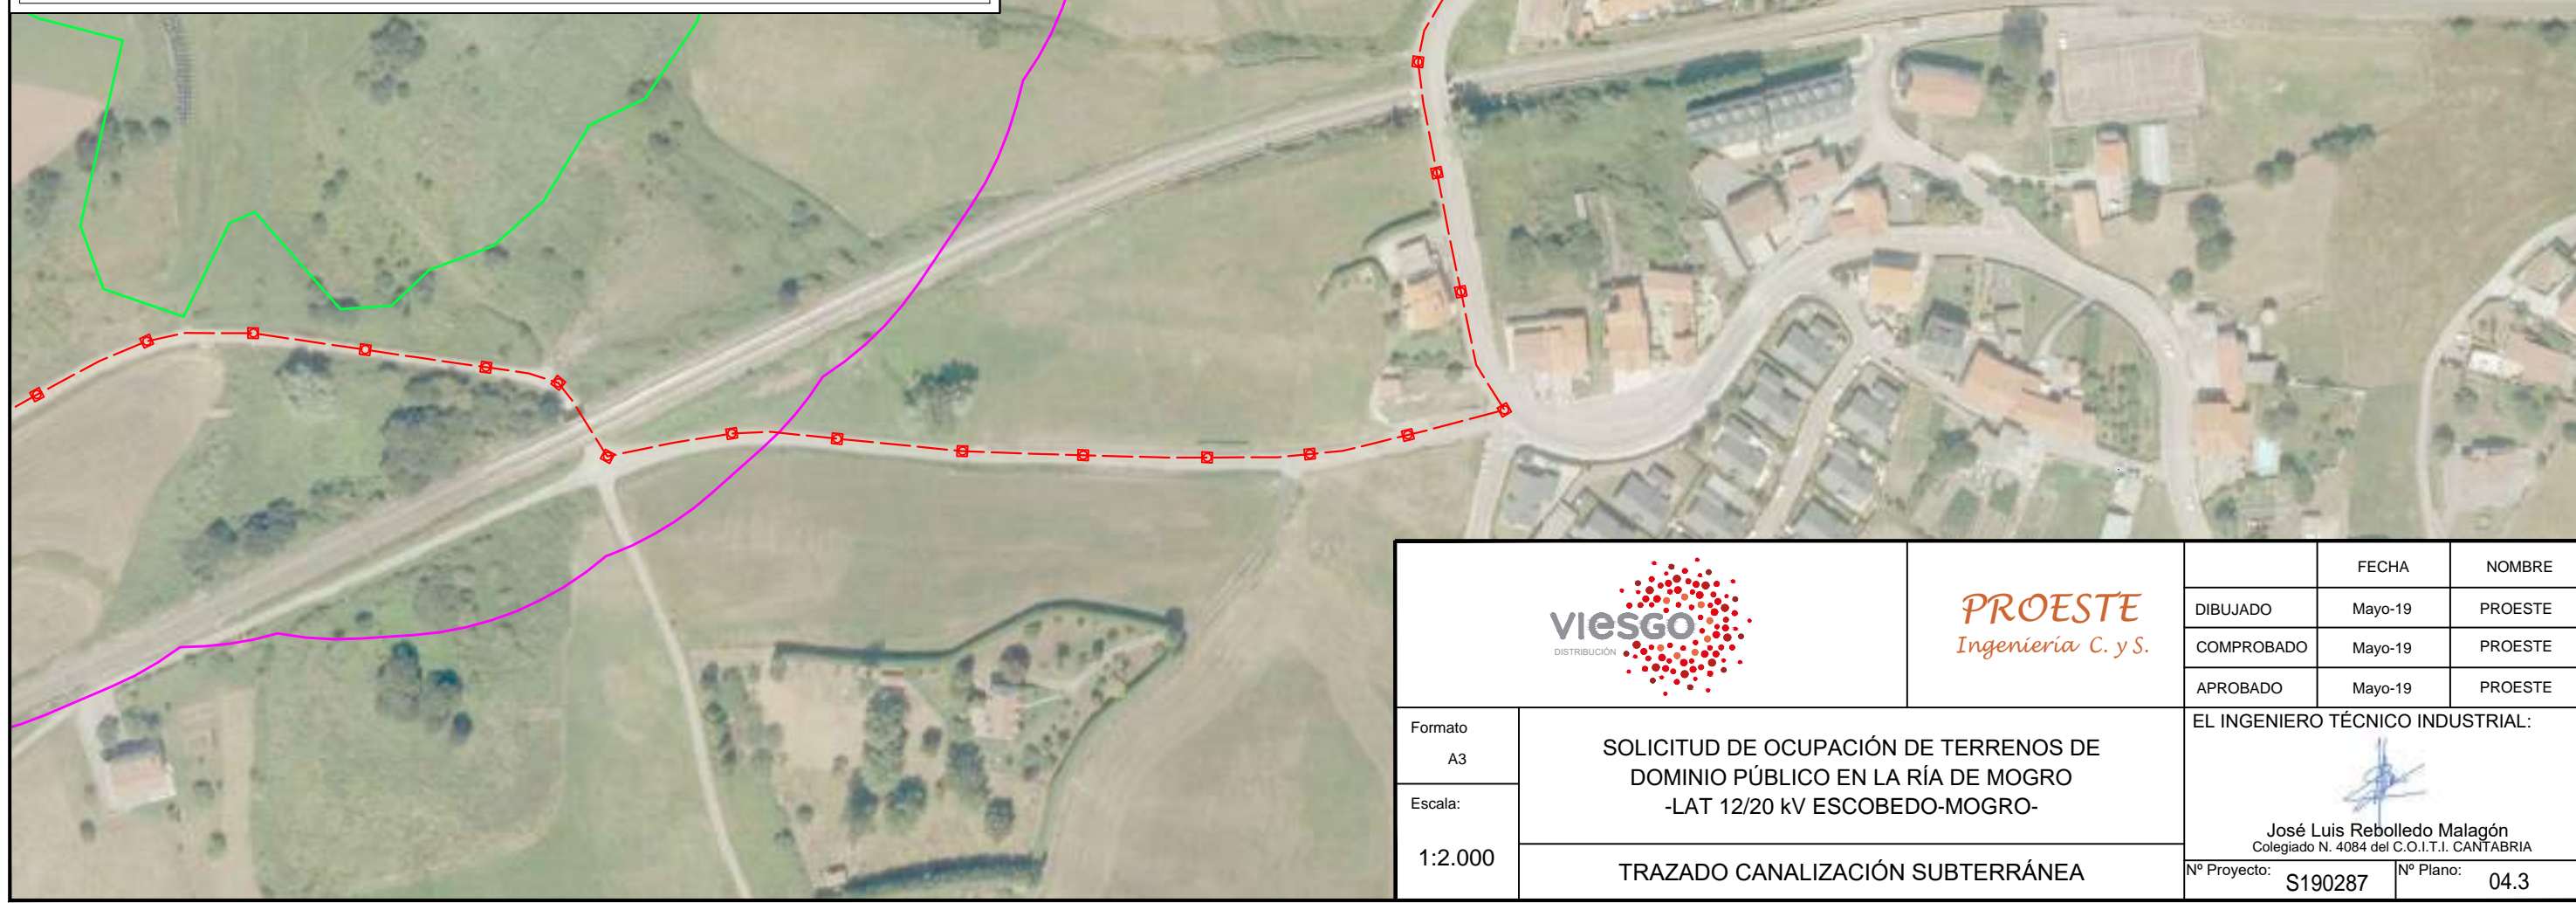 viesgo
DISTRIBUCIÓN
PROESTE
Ingeniería C. y S.
FECHA NOMBRE
DIBUJADO Mayo-19 PROESTE
COMPROBADO Mayo-19 PROESTE
APROBADO Mayo-19 PROESTE
Formato
A3
Escala:
1:2.000
SOLICITUD DE OCUPACIÓN DE TERRENOS DE
DOMINIO PÚBLICO EN LA RÍA DE MOGRO
-LAT 12/20 kV ESCOBEDO-MOGRO-
TRAZADO CANALIZACIÓN SUBTERRÁNEA
EL INGENIERO TÉCNICO INDUSTRIAL:
José Luis Rebolledo Malagón
Colegiado N. 4084 del C.O.I.T.I. CANTABRIA
Nº Proyecto: S190287
Nº Plano: 04.3